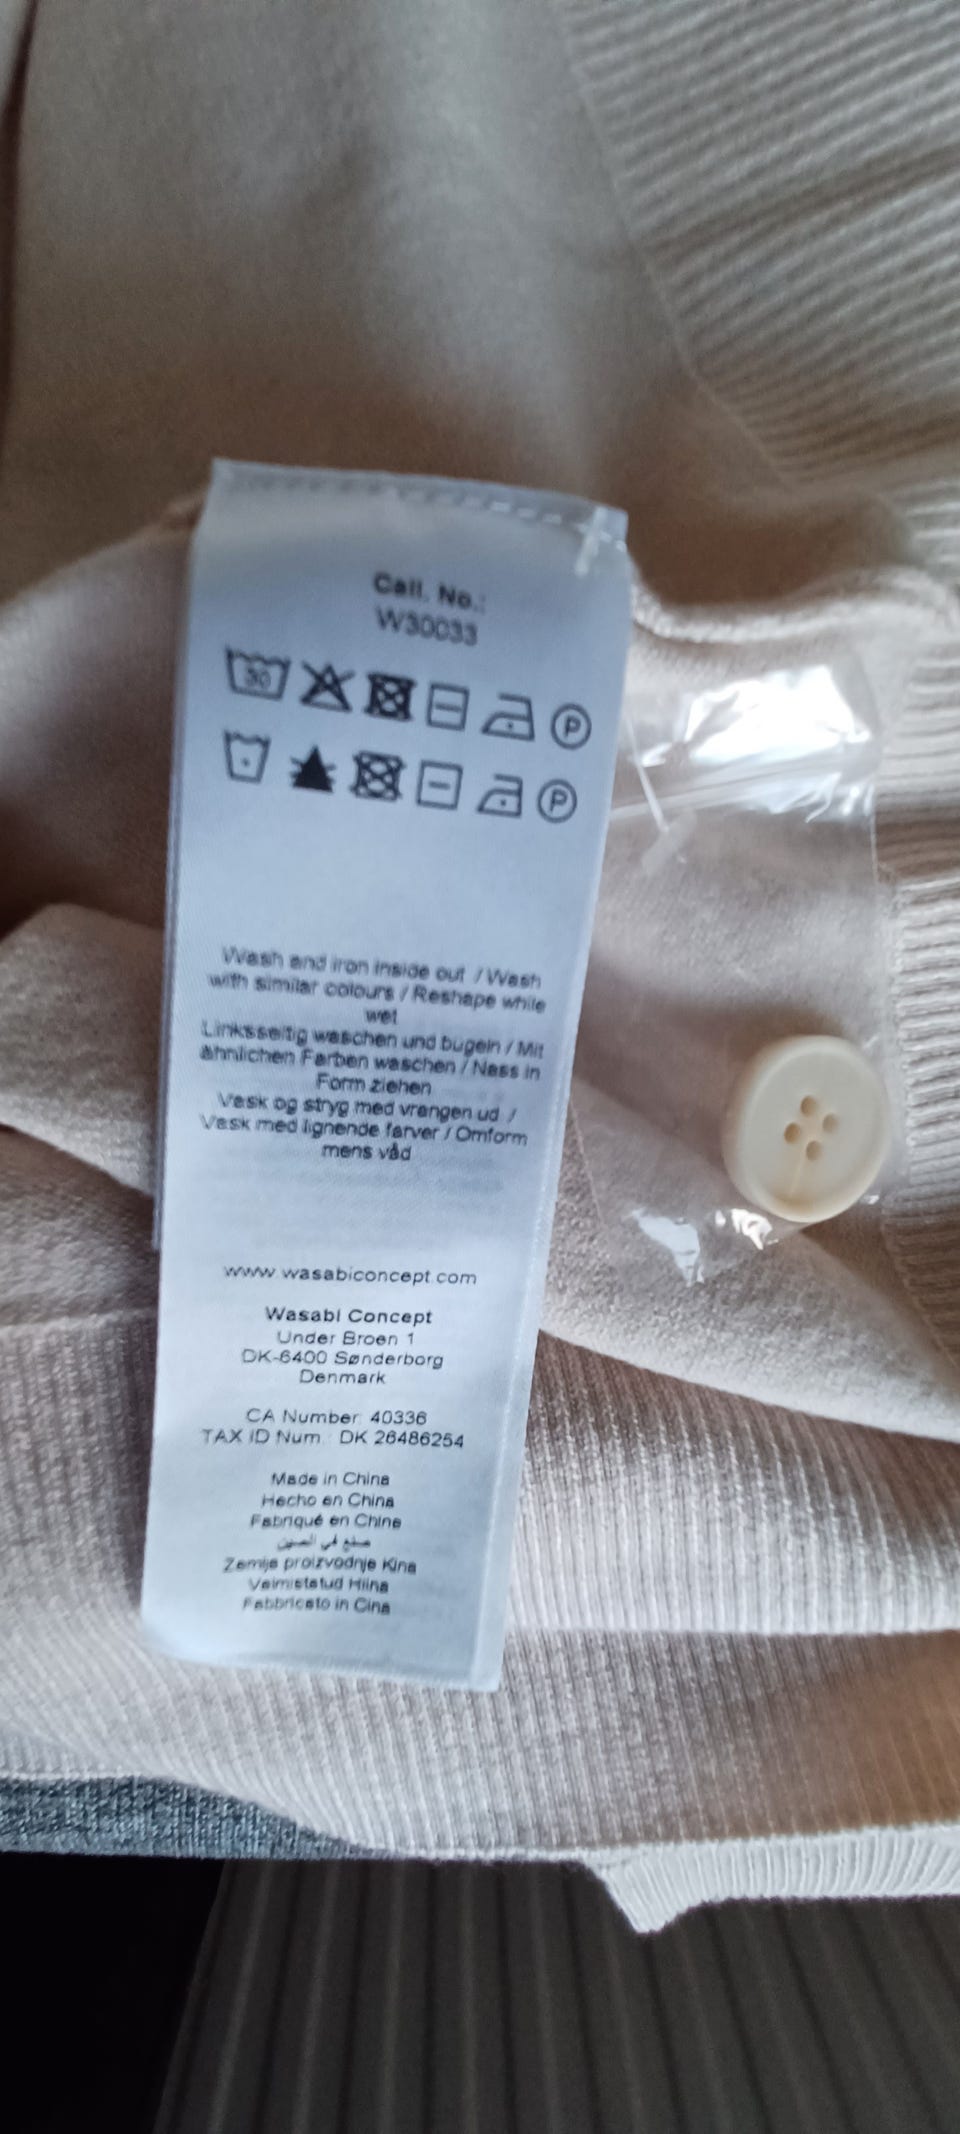 Call. No.:
W30033
30
P
P
Wash and iron inside out / Wash
with similar colours / Reshape while
wet
Linksseitig waschen und bügeln / Mit
ähnlichen Farben waschen / Nass in
Form ziehen
Vask og stryg med vrangen ud /
Vask med lignende farver / Omform
mens våd
www.wasabiconcept.com
Wasabi Concept
Under Broen 1
DK-6400 Sønderborg
Denmark
CA Number: 40336
TAX ID Num.: DK 26486254
Made in China
Hecho en China
Fabriqué en Chine
صنع في الصين
Zemlja proizvodnje Kina
Valmistatud Hiina
Fabbricato in Cina